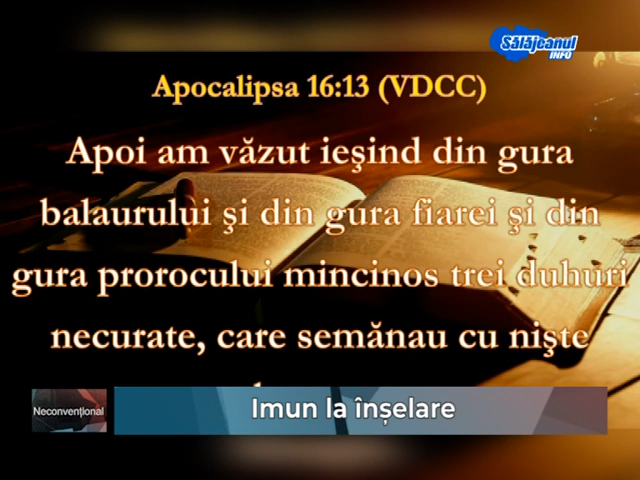 Sălăjeanul
INFO
Apocalipsa 16:13 (VDCC)
Apoi am văzut ieşind din gura
balaurului şi din gura fiarei şi din
gura prorocului mincinos trei duhuri
necurate, care semănau cu nişte
Neconvențional
Imun la înșelare